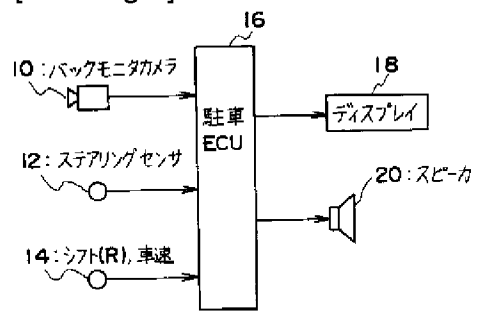 16
10：バックモニタカメラ
18
駐車
ECU
ディスプレイ
12：ステアリングセンサ
20：スピーカ
14：シフト(R)，車速